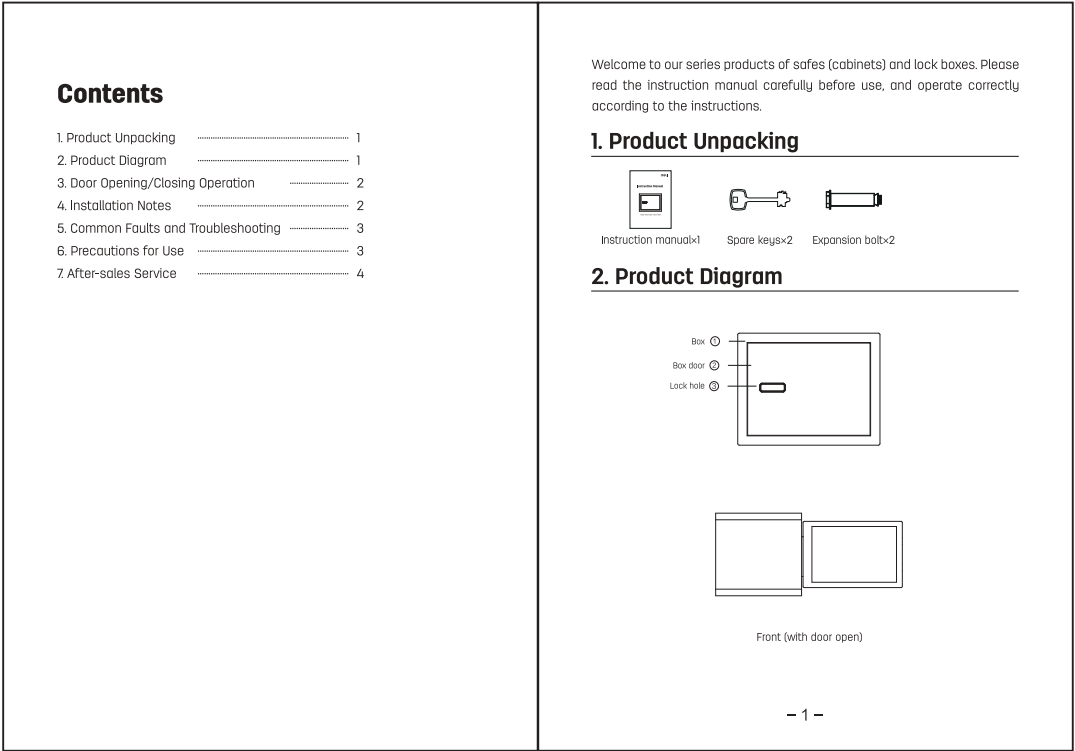 Contents
1. Product Unpacking 1
2. Product Diagram 1
3. Door Opening/Closing Operation 2
4. Installation Notes 2
5. Common Faults and Troubleshooting 3
6. Precautions for Use 3
7. After-sales Service 4
Welcome to our series products of safes (cabinets) and lock boxes. Please
read the instruction manual carefully before use, and operate correctly
according to the instructions.
1. Product Unpacking
Instruction Manual
Instruction manual×1 Spare keys×2 Expansion bolt×2
2. Product Diagram
Box ①
Box door ②
Lock hole ③
Front (with door open)
– 1 –